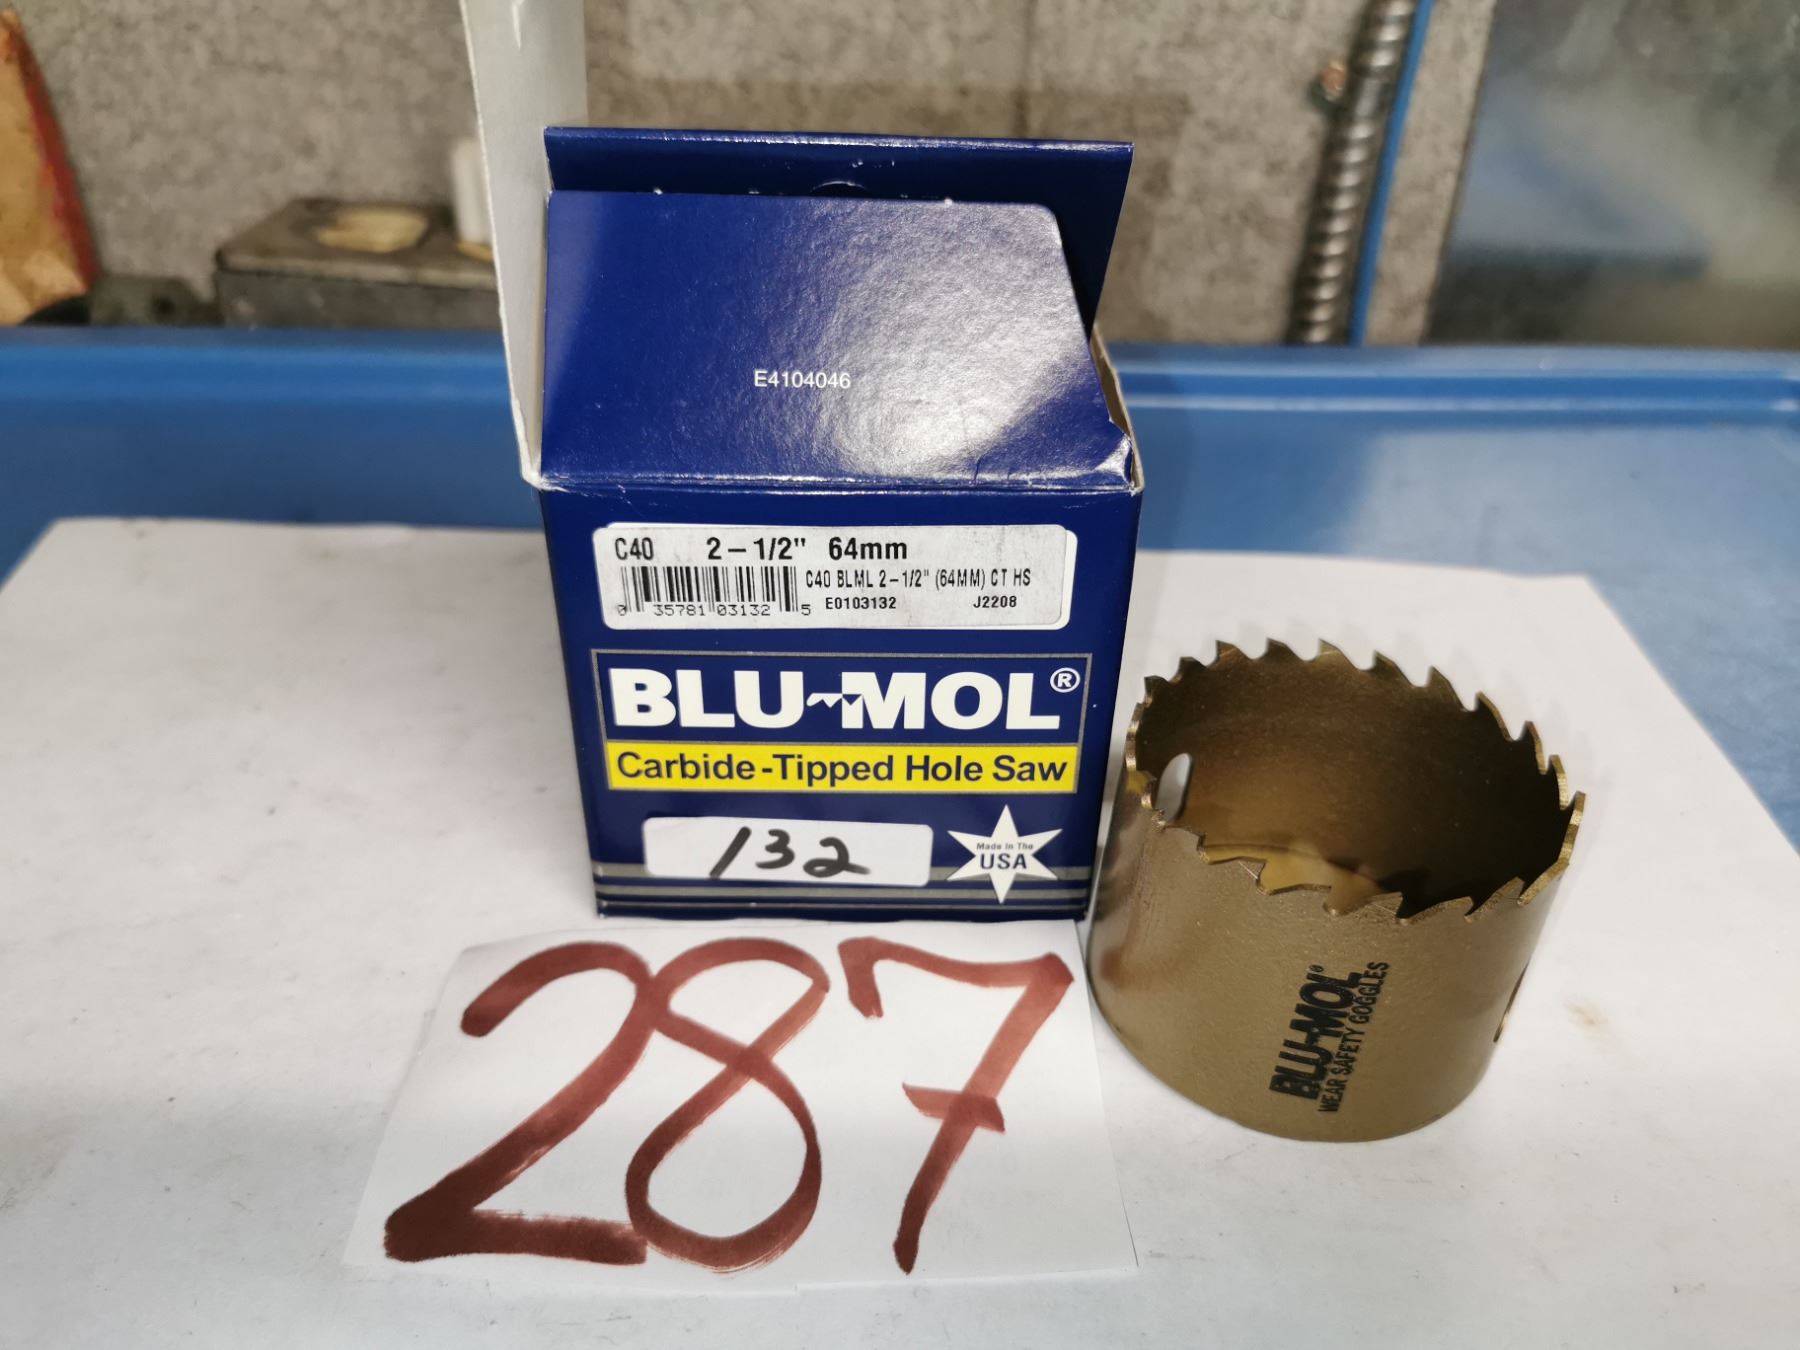 E4104046
C40 2-1/2" 64mm
C40 BLML 2-1/2" (64MM) CT HS
0 35781 03132 5 E0103132 J2208
BLU-MOL®
Carbide-Tipped Hole Saw
132
Made In The
USA
287
BLU-MOL®
WEAR SAFETY GOGGLES